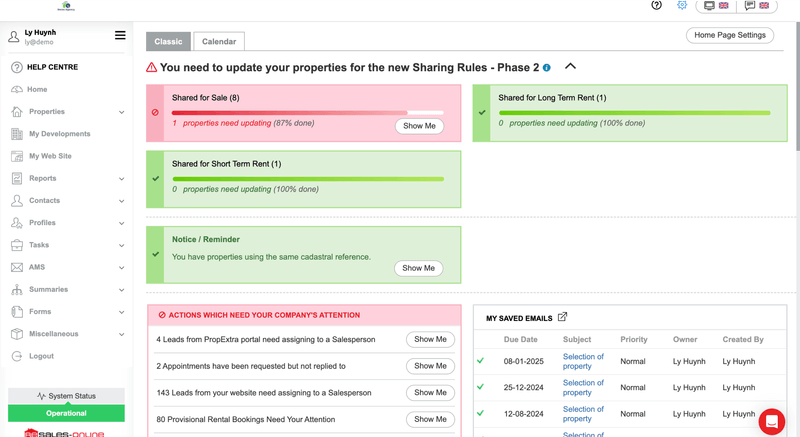 Ly Huynh
ly@demo
HELP CENTRE
Home
Properties
My Developments
My Web Site
Reports
Contacts
Profiles
Tasks
AMS
Summaries
Forms
Miscellaneous
Logout
System Status
Operational
RESALES-ONLINE
Classic
Calendar
Home Page Settings
You need to update your properties for the new Sharing Rules - Phase 2
Shared for Sale (8)
1 properties need updating (87% done)
Show Me
Shared for Long Term Rent (1)
0 properties need updating (100% done)
Shared for Short Term Rent (1)
0 properties need updating (100% done)
Notice / Reminder
You have properties using the same cadastral reference.
Show Me
ACTIONS WHICH NEED YOUR COMPANY'S ATTENTION
4 Leads from PropExtra portal need assigning to a Salesperson
Show Me
2 Appointments have been requested but not replied to
Show Me
143 Leads from your website need assigning to a Salesperson
Show Me
80 Provisional Rental Bookings Need Your Attention
Show Me
MY SAVED EMAILS
Due Date Subject Priority Owner Created By
08-01-2025 Selection of property Normal Ly Huynh Ly Huynh
25-12-2024 Selection of property Normal Ly Huynh Ly Huynh
12-08-2024 Selection of property Normal Ly Huynh Ly Huynh
Selection of